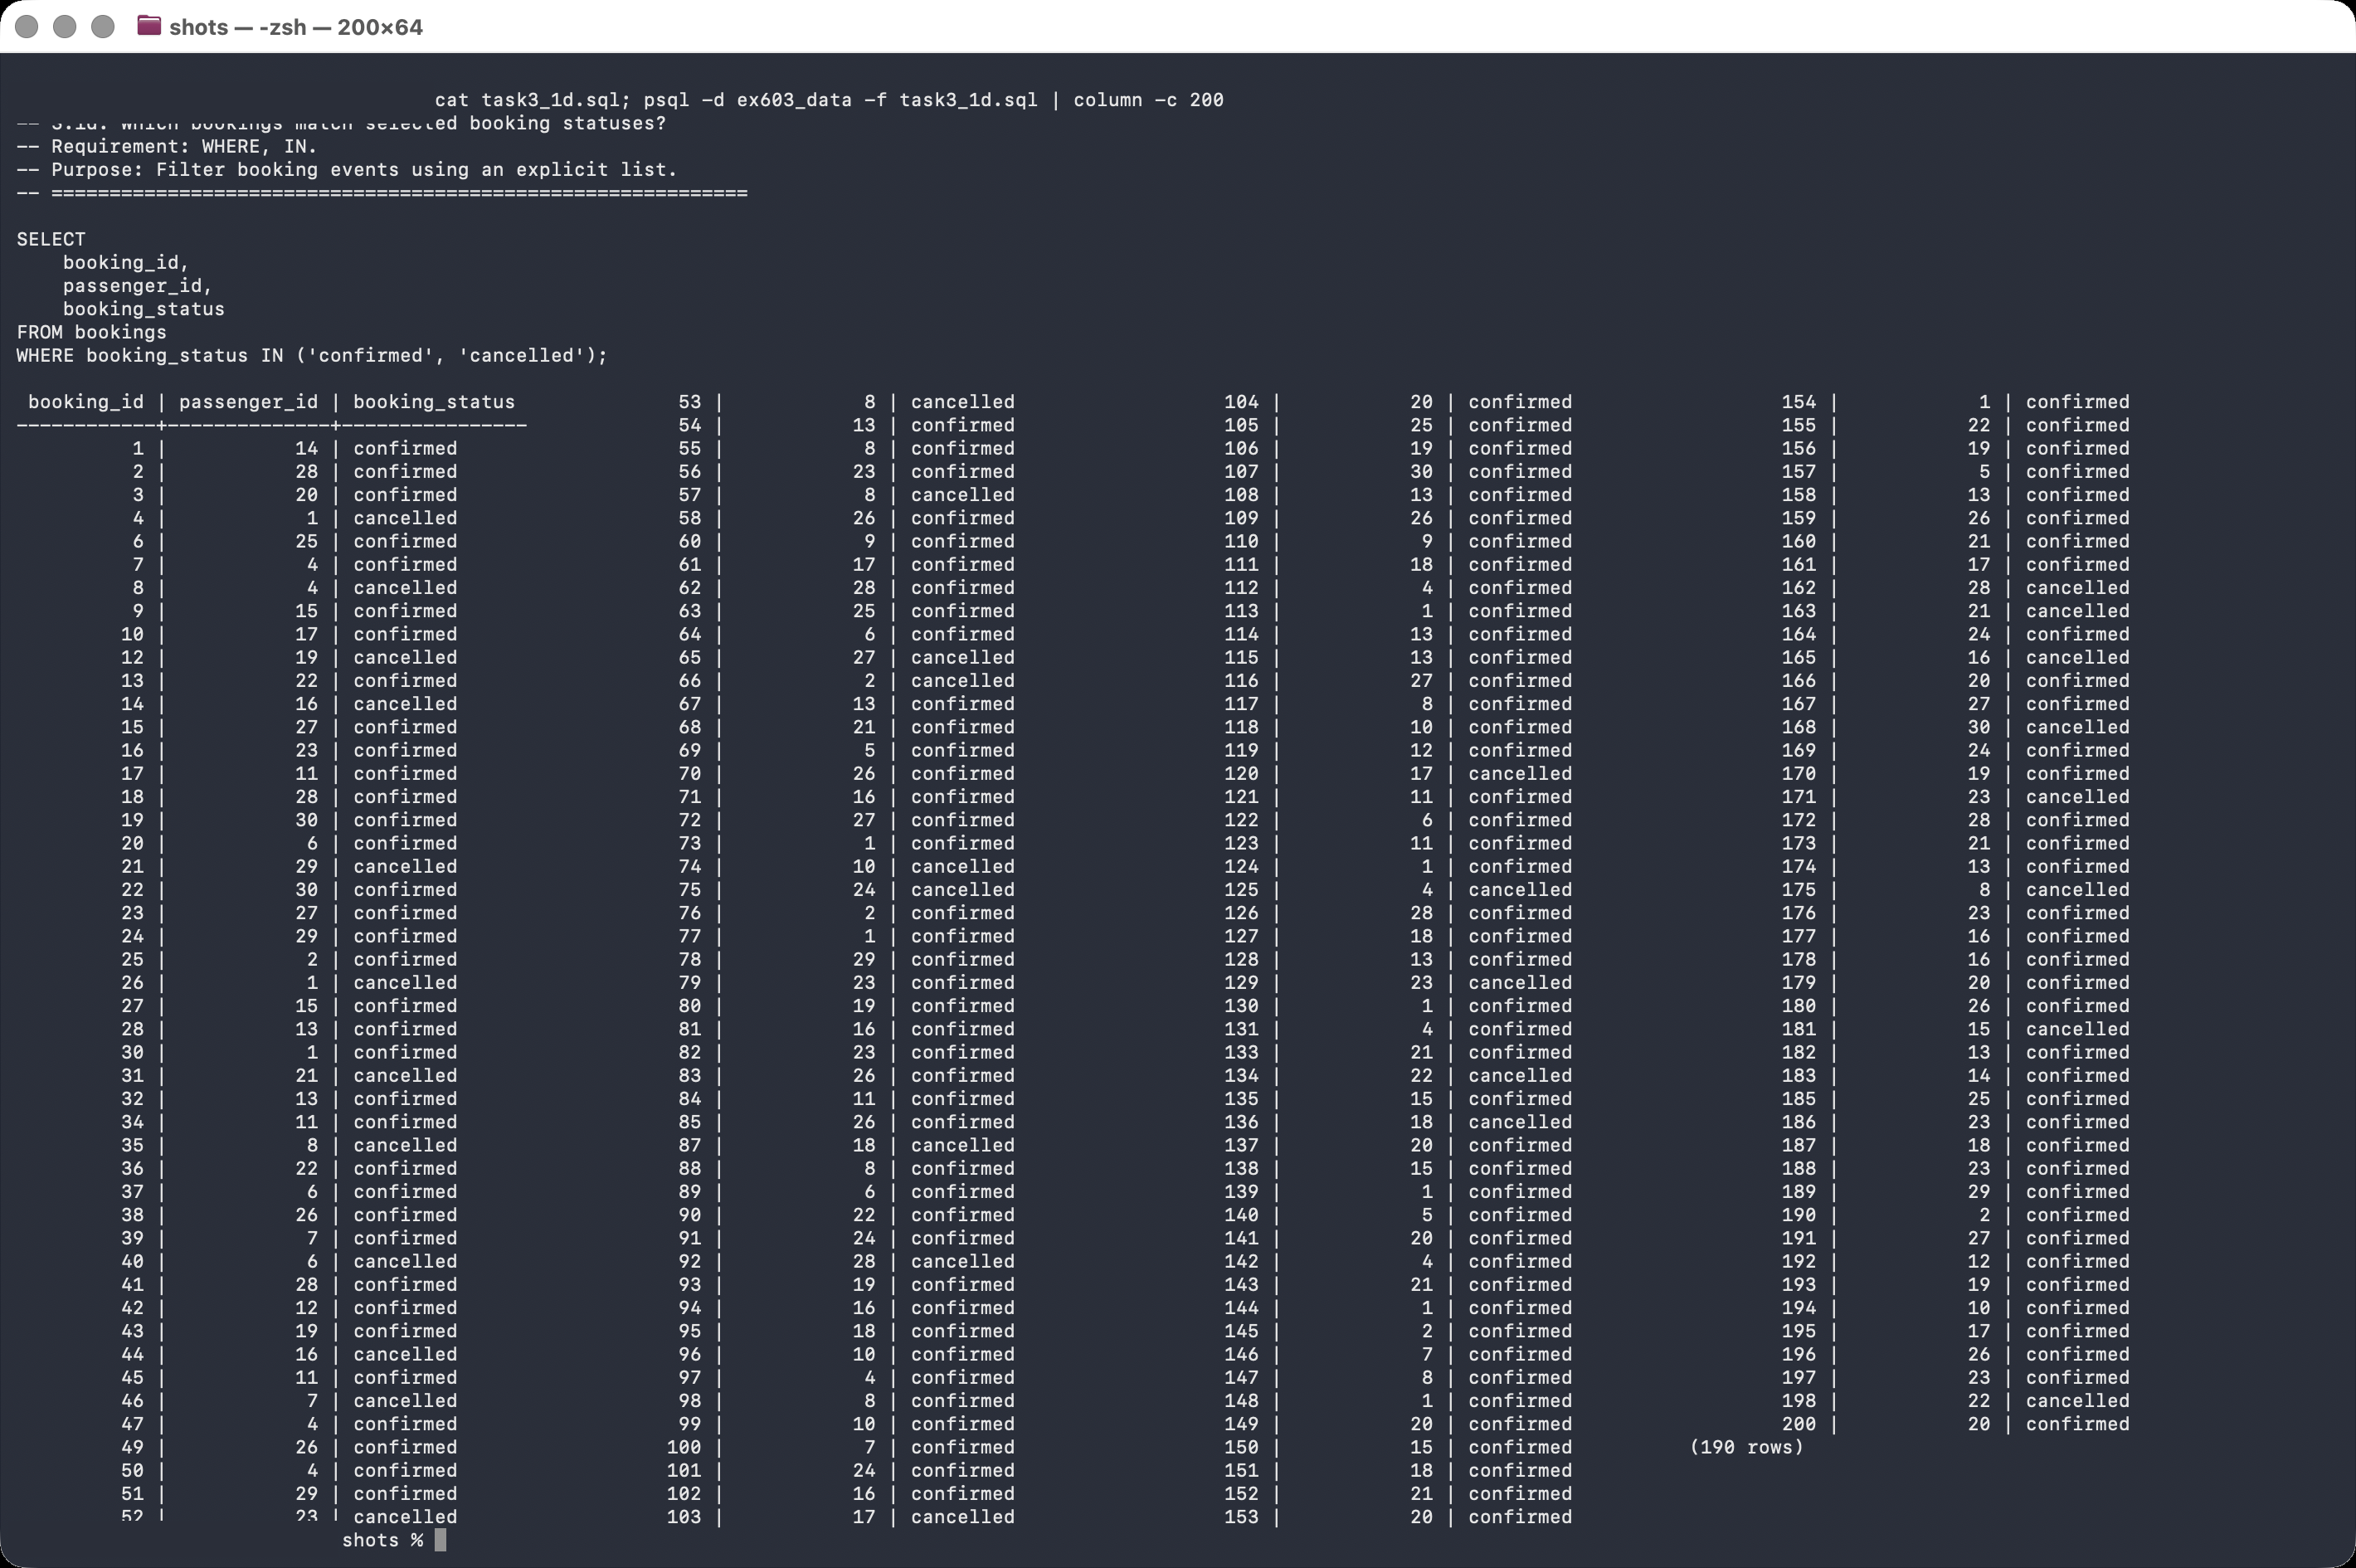 shots — -zsh — 200×64
cat task3_1d.sql; psql -d ex603_data -f task3_1d.sql | column -c 200
-- 3.1d: Which bookings match selected booking statuses?
-- Requirement: WHERE, IN.
-- Purpose: Filter booking events using an explicit list.
-- ============================================================
SELECT
    booking_id,
    passenger_id,
    booking_status
FROM bookings
WHERE booking_status IN ('confirmed', 'cancelled');
 booking_id | passenger_id | booking_status 53 | 8 | cancelled 104 | 20 | confirmed 154 | 1 | confirmed
------------+--------------+---------------- 54 | 13 | confirmed 105 | 25 | confirmed 155 | 22 | confirmed
1 | 14 | confirmed 55 | 8 | confirmed 106 | 19 | confirmed 156 | 19 | confirmed
2 | 28 | confirmed 56 | 23 | confirmed 107 | 30 | confirmed 157 | 5 | confirmed
3 | 20 | confirmed 57 | 8 | cancelled 108 | 13 | confirmed 158 | 13 | confirmed
4 | 1 | cancelled 58 | 26 | confirmed 109 | 26 | confirmed 159 | 26 | confirmed
6 | 25 | confirmed 60 | 9 | confirmed 110 | 9 | confirmed 160 | 21 | confirmed
7 | 4 | confirmed 61 | 17 | confirmed 111 | 18 | confirmed 161 | 17 | confirmed
8 | 4 | cancelled 62 | 28 | confirmed 112 | 4 | confirmed 162 | 28 | cancelled
9 | 15 | confirmed 63 | 25 | confirmed 113 | 1 | confirmed 163 | 21 | cancelled
10 | 17 | confirmed 64 | 6 | confirmed 114 | 13 | confirmed 164 | 24 | confirmed
12 | 19 | cancelled 65 | 27 | cancelled 115 | 13 | confirmed 165 | 16 | cancelled
13 | 22 | confirmed 66 | 2 | cancelled 116 | 27 | confirmed 166 | 20 | confirmed
14 | 16 | cancelled 67 | 13 | confirmed 117 | 8 | confirmed 167 | 27 | confirmed
15 | 27 | confirmed 68 | 21 | confirmed 118 | 10 | confirmed 168 | 30 | cancelled
16 | 23 | confirmed 69 | 5 | confirmed 119 | 12 | confirmed 169 | 24 | confirmed
17 | 11 | confirmed 70 | 26 | confirmed 120 | 17 | cancelled 170 | 19 | confirmed
18 | 28 | confirmed 71 | 16 | confirmed 121 | 11 | confirmed 171 | 23 | cancelled
19 | 30 | confirmed 72 | 27 | confirmed 122 | 6 | confirmed 172 | 28 | confirmed
20 | 6 | confirmed 73 | 1 | confirmed 123 | 11 | confirmed 173 | 21 | confirmed
21 | 29 | cancelled 74 | 10 | cancelled 124 | 1 | confirmed 174 | 13 | confirmed
22 | 30 | confirmed 75 | 24 | cancelled 125 | 4 | cancelled 175 | 8 | cancelled
23 | 27 | confirmed 76 | 2 | confirmed 126 | 28 | confirmed 176 | 23 | confirmed
24 | 29 | confirmed 77 | 1 | confirmed 127 | 18 | confirmed 177 | 16 | confirmed
25 | 2 | confirmed 78 | 29 | confirmed 128 | 13 | confirmed 178 | 16 | confirmed
26 | 1 | cancelled 79 | 23 | confirmed 129 | 23 | cancelled 179 | 20 | confirmed
27 | 15 | confirmed 80 | 19 | confirmed 130 | 1 | confirmed 180 | 26 | confirmed
28 | 13 | confirmed 81 | 16 | confirmed 131 | 4 | confirmed 181 | 15 | cancelled
30 | 1 | confirmed 82 | 23 | confirmed 133 | 21 | confirmed 182 | 13 | confirmed
31 | 21 | cancelled 83 | 26 | confirmed 134 | 22 | cancelled 183 | 14 | confirmed
32 | 13 | confirmed 84 | 11 | confirmed 135 | 15 | confirmed 185 | 25 | confirmed
34 | 11 | confirmed 85 | 26 | confirmed 136 | 18 | cancelled 186 | 23 | confirmed
35 | 8 | cancelled 87 | 18 | cancelled 137 | 20 | confirmed 187 | 18 | confirmed
36 | 22 | confirmed 88 | 8 | confirmed 138 | 15 | confirmed 188 | 23 | confirmed
37 | 6 | confirmed 89 | 6 | confirmed 139 | 1 | confirmed 189 | 29 | confirmed
38 | 26 | confirmed 90 | 22 | confirmed 140 | 5 | confirmed 190 | 2 | confirmed
39 | 7 | confirmed 91 | 24 | confirmed 141 | 20 | confirmed 191 | 27 | confirmed
40 | 6 | cancelled 92 | 28 | cancelled 142 | 4 | confirmed 192 | 12 | confirmed
41 | 28 | confirmed 93 | 19 | confirmed 143 | 21 | confirmed 193 | 19 | confirmed
42 | 12 | confirmed 94 | 16 | confirmed 144 | 1 | confirmed 194 | 10 | confirmed
43 | 19 | confirmed 95 | 18 | confirmed 145 | 2 | confirmed 195 | 17 | confirmed
44 | 16 | cancelled 96 | 10 | confirmed 146 | 7 | confirmed 196 | 26 | confirmed
45 | 11 | confirmed 97 | 4 | confirmed 147 | 8 | confirmed 197 | 23 | confirmed
46 | 7 | cancelled 98 | 8 | confirmed 148 | 1 | confirmed 198 | 22 | cancelled
47 | 4 | confirmed 99 | 10 | confirmed 149 | 20 | confirmed 200 | 20 | confirmed
49 | 26 | confirmed 100 | 7 | confirmed 150 | 15 | confirmed (190 rows)
50 | 4 | confirmed 101 | 24 | confirmed 151 | 18 | confirmed
51 | 29 | confirmed 102 | 16 | confirmed 152 | 21 | confirmed
52 | 23 | cancelled 103 | 17 | cancelled 153 | 20 | confirmed
shots %